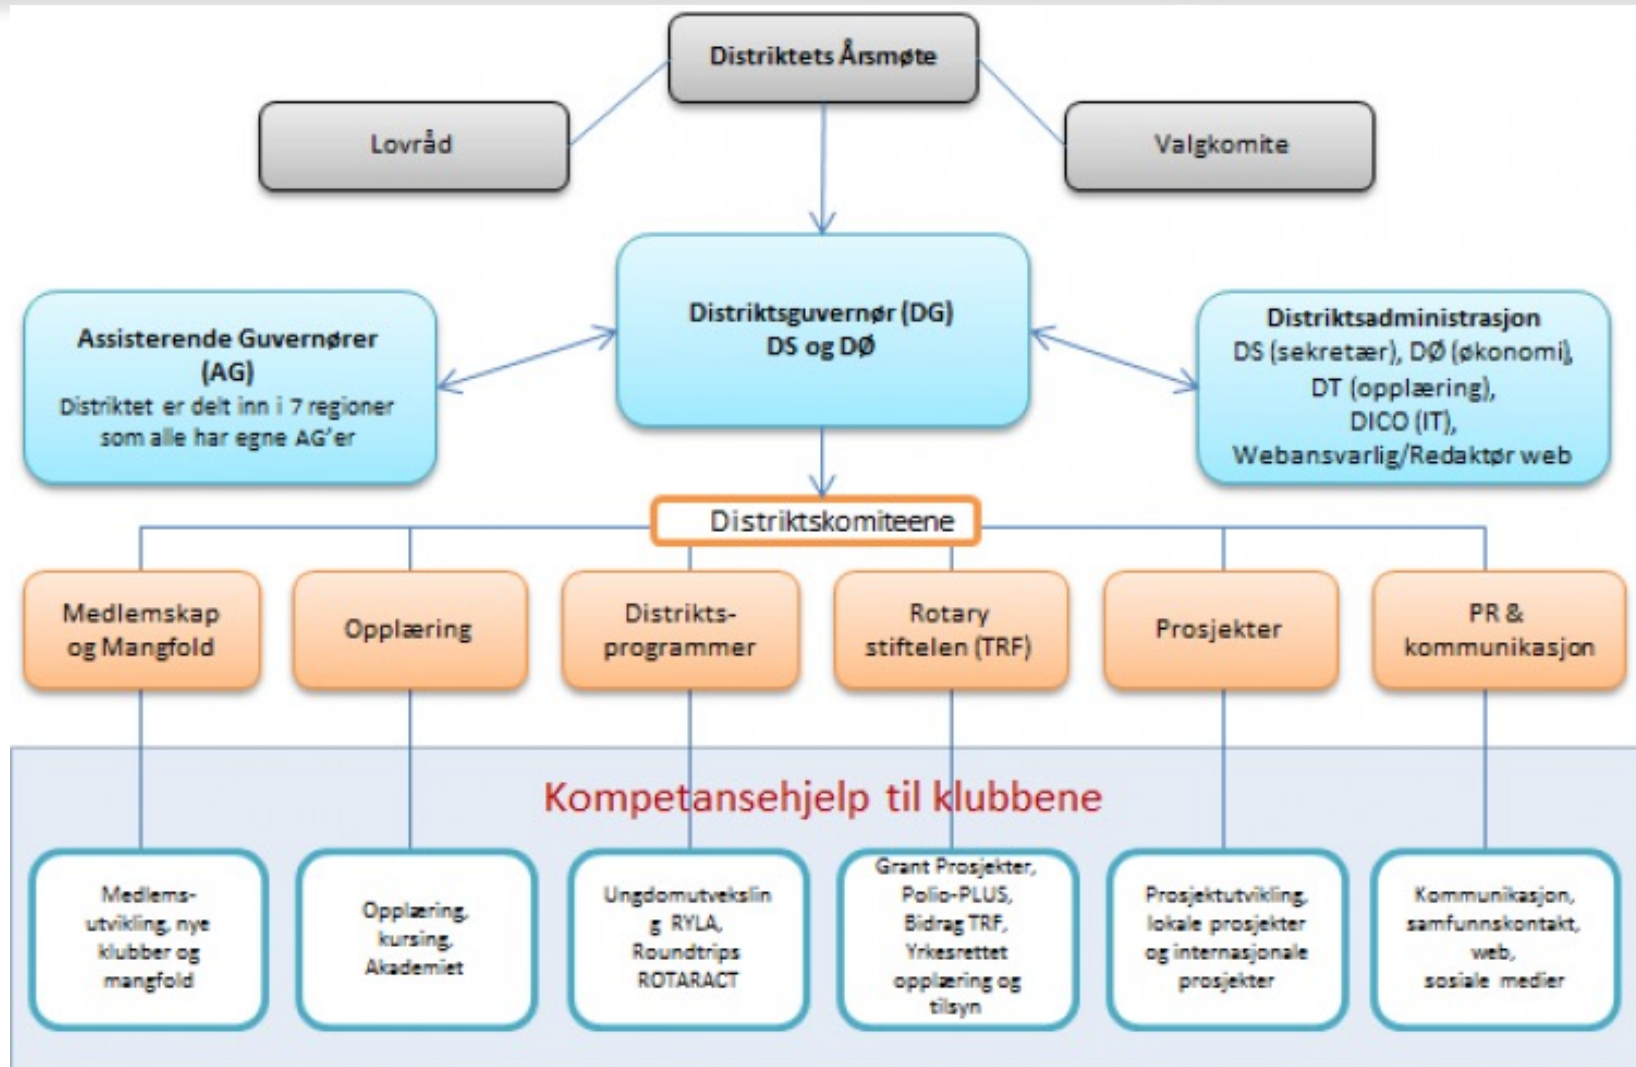 Distriktets Årsmøte
Lovråd
Valgkomite
Distriktsguvernør (DG)
DS og DØ
Assisterende Guvernører
(AG)
Distriktet er delt inn i 7 regioner
som alle har egne AG'er
Distriktsadministrasjon
DS (sekretær), DØ (økonomi),
DT (opplæring),
DICO (IT),
Webansvarlig/Redaktør web
Distriktskomiteene
Medlemskap
og Mangfold
Opplæring
Distrikts-
programmer
Rotary
stiftelen (TRF)
Prosjekter
PR &
kommunikasjon
Kompetansehjelp til klubbene
Medlems-
utvikling, nye
klubber og
mangfold
Opplæring,
kursing,
Akademiet
Ungdomutvekslin
g RYLA,
Roundtrips
ROTARACT
Grant Prosjekter,
Polio-PLUS,
Bidrag TRF,
Yrkesrettet
opplæring og
tilsyn
Prosjektutvikling,
lokale prosjekter
og internasjonale
prosjekter
Kommunikasjon,
samfunnskontakt,
web,
sosiale medier